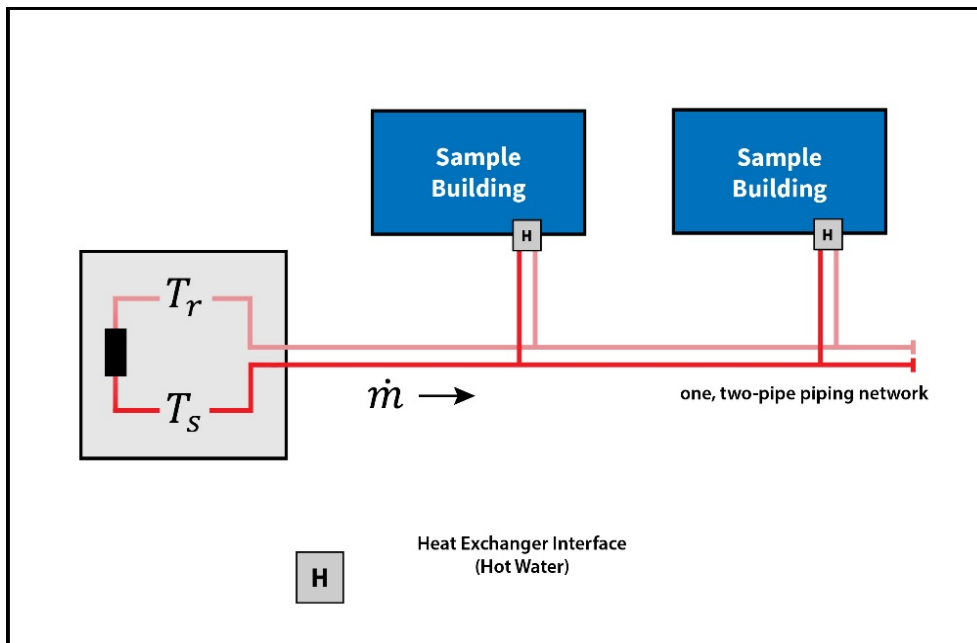 Sample
Building
H
Sample
Building
H
Tᵣ
Tₛ
ṁ
one, two-pipe piping network
H
Heat Exchanger Interface
(Hot Water)